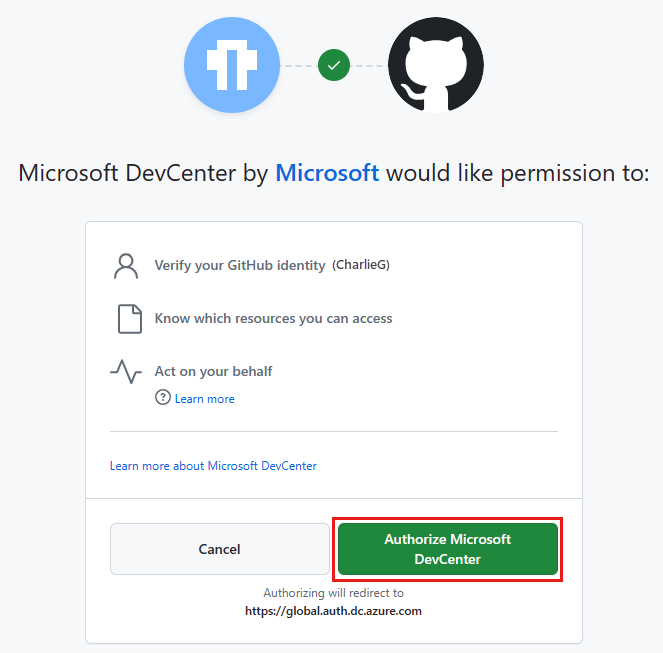 Microsoft DevCenter by Microsoft would like permission to:
Verify your GitHub identity (CharlieG)
Know which resources you can access
Act on your behalf
Learn more
Learn more about Microsoft DevCenter
Cancel
Authorize Microsoft
DevCenter
Authorizing will redirect to
https://global.auth.dc.azure.com